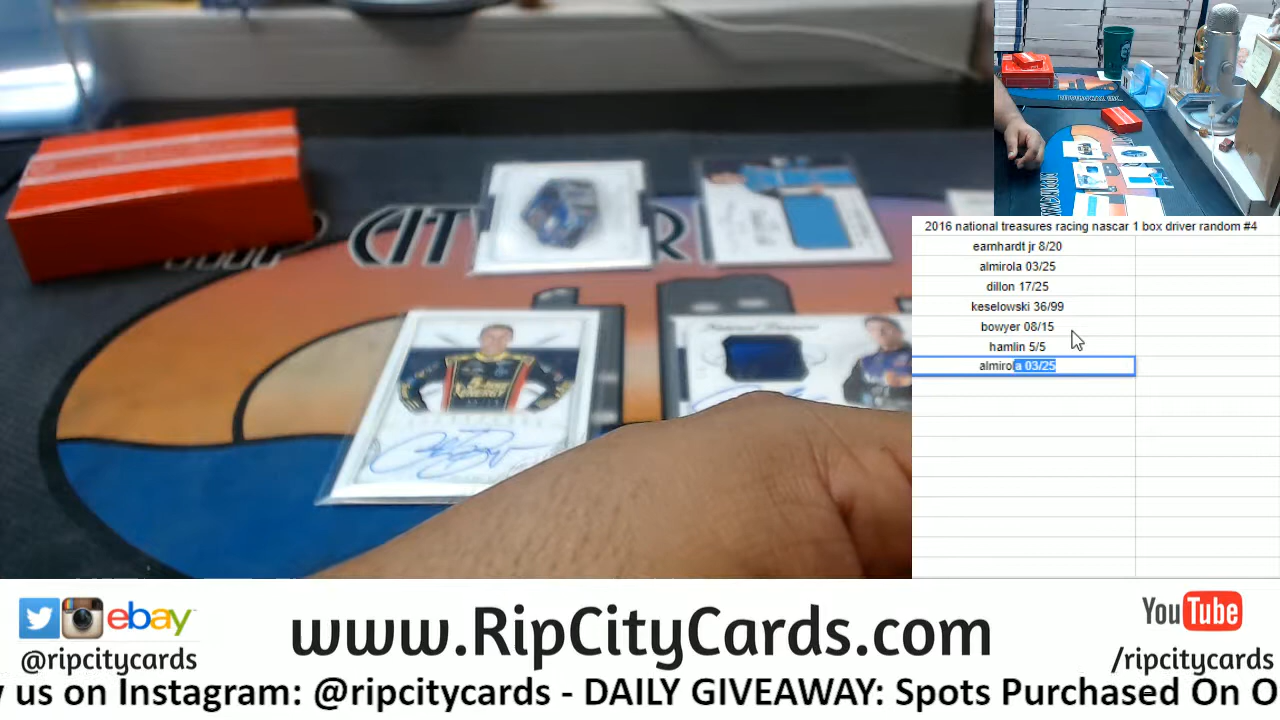 2016 national treasures racing nascar 1 box driver random #4
earnhardt jr 8/20
almirola 03/25
dillon 17/25
keselowski 36/99
bowyer 08/15
hamlin 5/5
almirola 03/25
ebay
@ripcitycards
www.RipCityCards.com
YouTube
/ripcitycards
us on Instagram: @ripcitycards - DAILY GIVEAWAY: Spots Purchased On